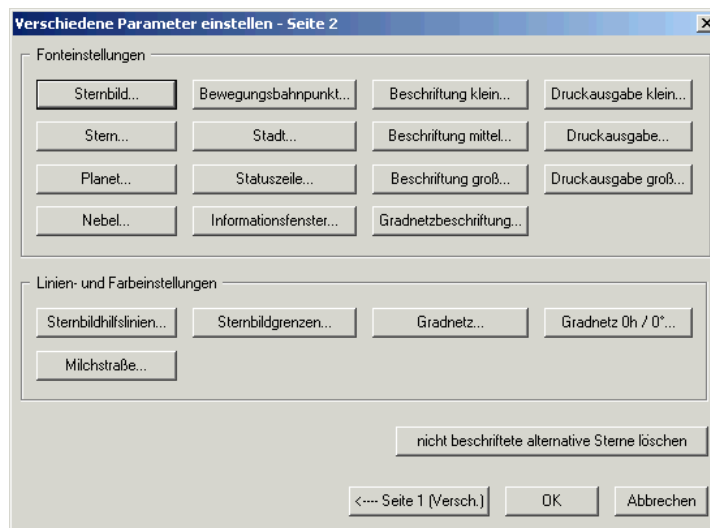 Verschiedene Parameter einstellen - Seite 2
Fonteinstellungen
Sternbild... Bewegungsbahnpunkt... Beschriftung klein... Druckausgabe klein...
Stern... Stadt... Beschriftung mittel... Druckausgabe...
Planet... Statuszeile... Beschriftung groß... Druckausgabe groß...
Nebel... Informationsfenster... Gradnetzbeschriftung...
Linien- und Farbeinstellungen
Sternbildhilfslinien... Sternbildgrenzen... Gradnetz... Gradnetz 0h / 0°...
Milchstraße...
nicht beschriftete alternative Sterne löschen
<---- Seite 1 (Versch.) OK Abbrechen